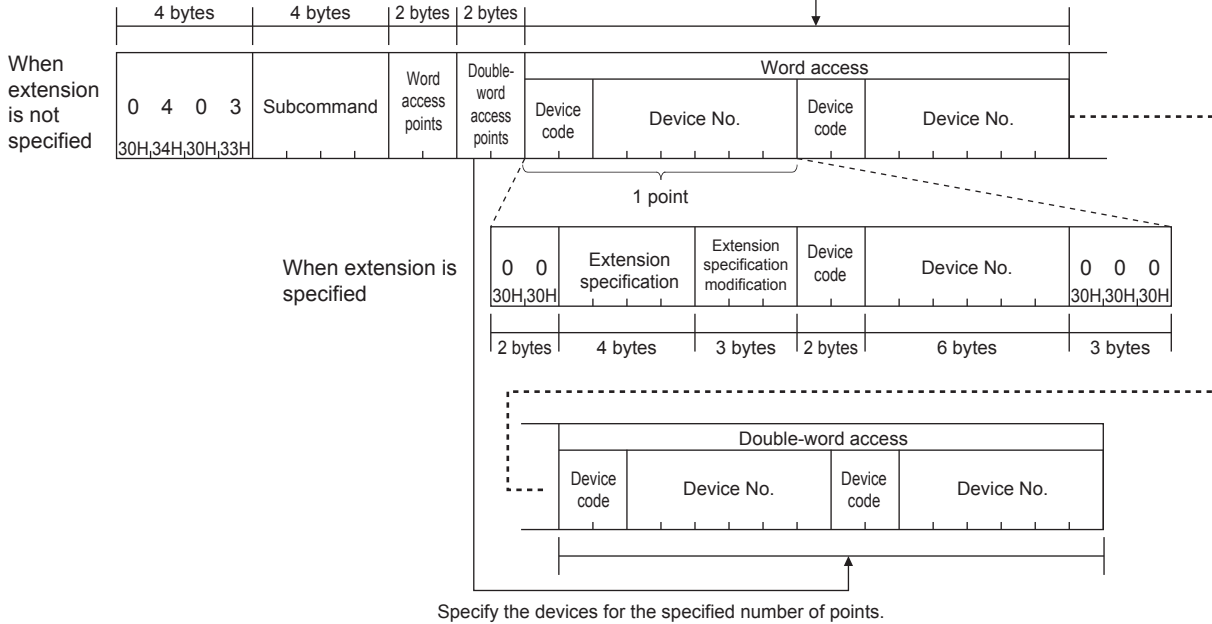 4 bytes 4 bytes 2 bytes 2 bytes
When
extension
is not
specified
0 4 0 3
30H 34H 30H 33H
Subcommand
Word
access
points
Double-
word
access
points
Word access
Device
code
Device No.
Device
code
Device No.
1 point
When extension is
specified
0 0
30H 30H
Extension
specification
Extension
specification
modification
Device
code
Device No.
0 0 0
30H 30H 30H
2 bytes 4 bytes 3 bytes 2 bytes 6 bytes 3 bytes
Double-word access
Device
code
Device No.
Device
code
Device No.
Specify the devices for the specified number of points.